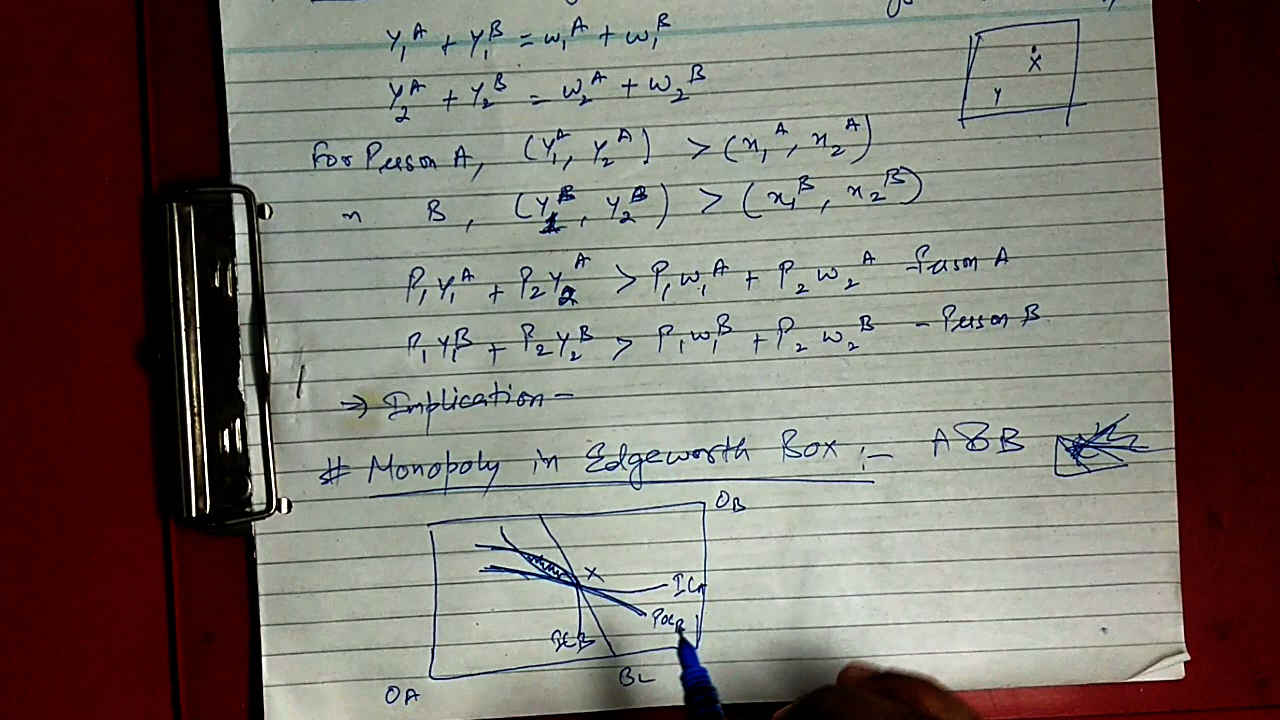 Y₁ᴬ + Y₁ᴮ = w₁ᴬ + w₁ᴮ
Y₂ᴬ + Y₂ᴮ = w₂ᴬ + w₂ᴮ
X
Y
For Person A, (Y₁ᴬ, Y₂ᴬ) > (x₁ᴬ, x₂ᴬ)
" B, (Y₁ᴮ, Y₂ᴮ) > (x₁ᴮ, x₂ᴮ)
P₁Y₁ᴬ + P₂Y₂ᴬ > P₁w₁ᴬ + P₂w₂ᴬ - Person A
P₁Y₁ᴮ + P₂Y₂ᴮ > P₁w₁ᴮ + P₂w₂ᴮ - Person B
⇒ Implication -
# Monopoly in Edgeworth Box :- A & B
OB
X
ICA
POCB
ICB
BL
OA